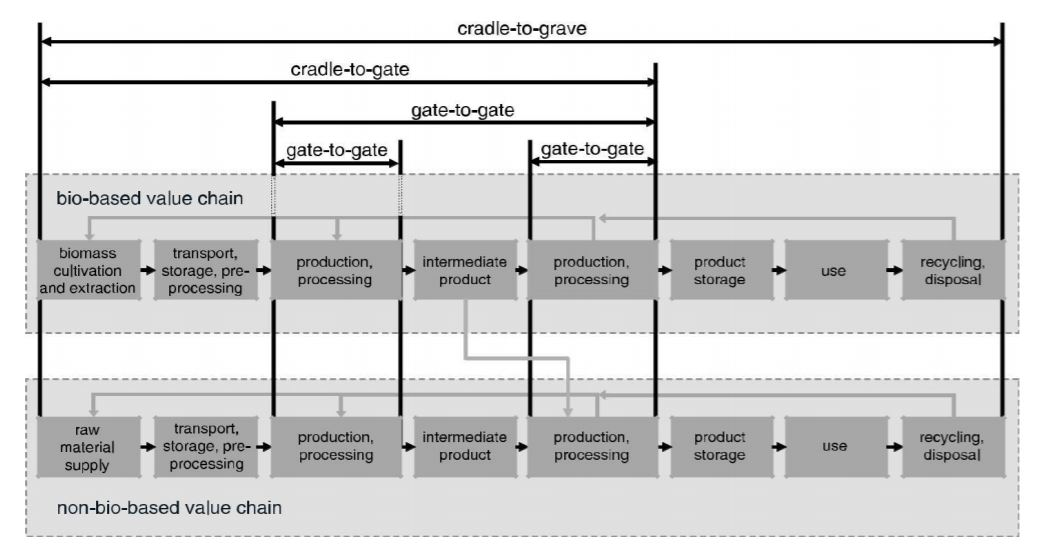 cradle-to-grave
cradle-to-gate
gate-to-gate
gate-to-gate
gate-to-gate
bio-based value chain
biomass
cultivation
and extraction
transport,
storage, pre-
processing
production,
processing
intermediate
product
production,
processing
product
storage
use
recycling,
disposal
raw
material
supply
transport,
storage, pre-
processing
production,
processing
intermediate
product
production,
processing
product
storage
use
recycling,
disposal
non-bio-based value chain